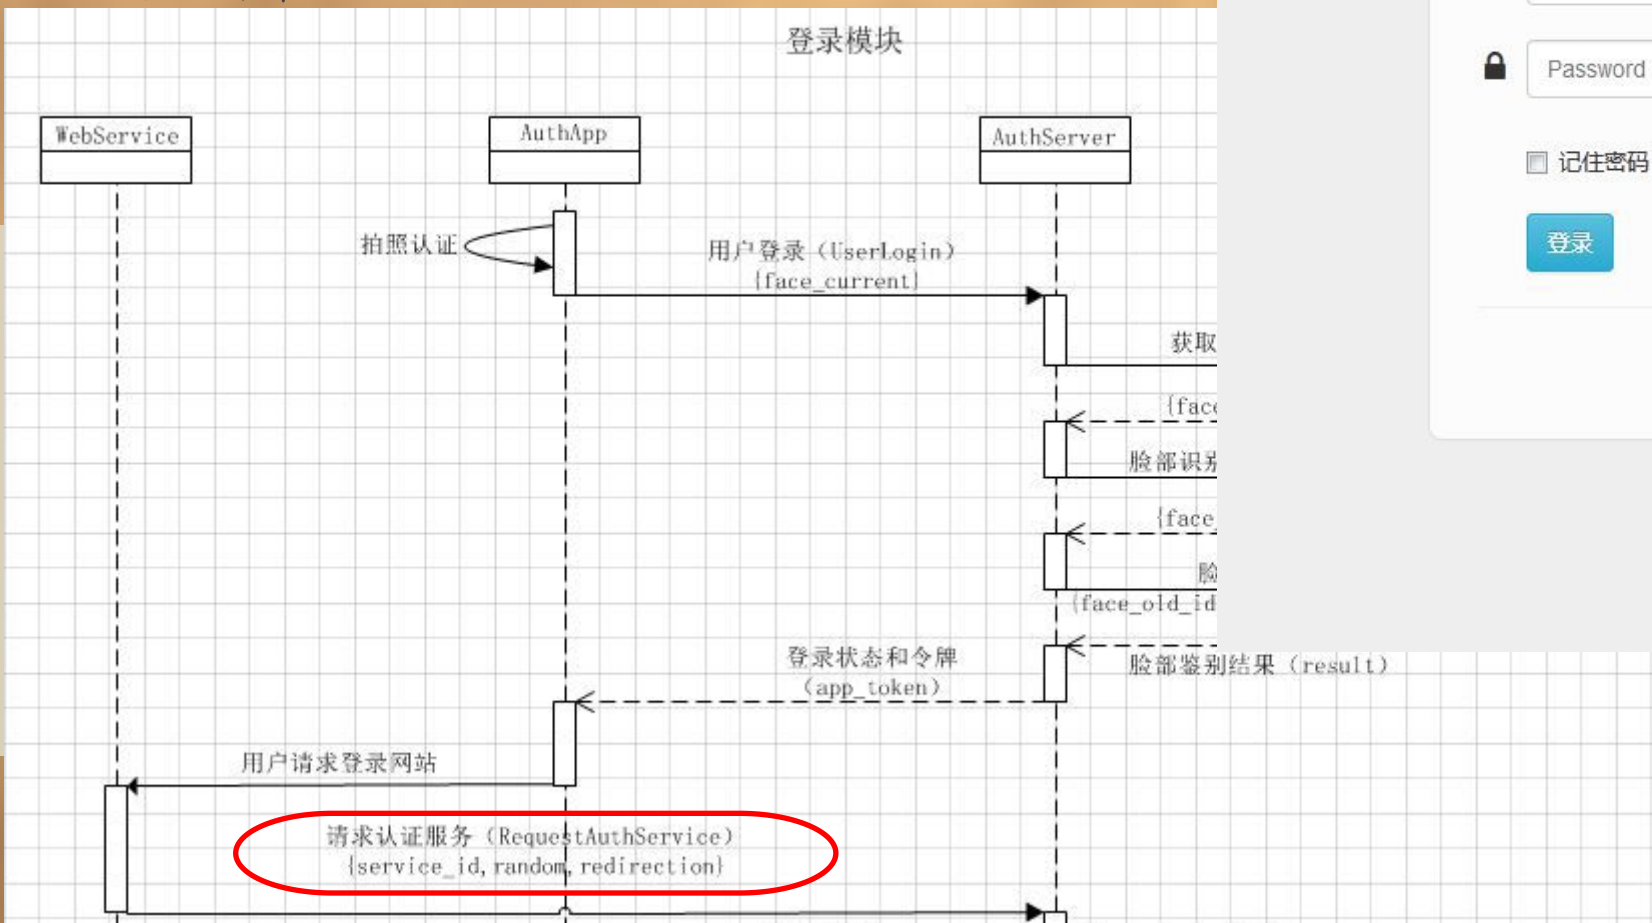 登录模块
WebService
AuthApp
AuthServer
拍照认证
用户登录（UserLogin）
{face_current}
获取
{face
脸部识别
{face_
脸
{face_old_id
脸部鉴别结果（result）
登录状态和令牌
（app_token）
用户请求登录网站
请求认证服务（RequestAuthService）
{service_id,random,redirection}
Password
记住密码
登录